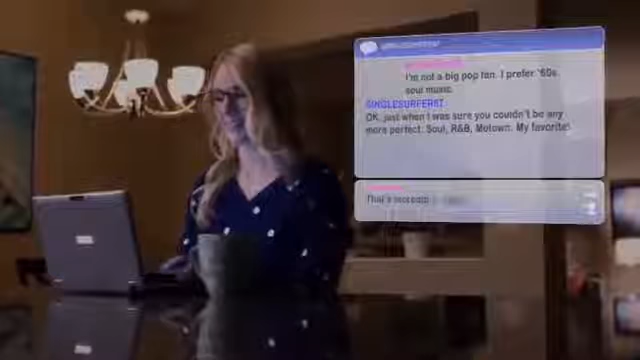 I'm not a big pop fan. I prefer '60s
soul music.
SINGLESURFER57
OK, just when I was sure you couldn't be any
more perfect. Soul, R&B, Motown. My favorite!
That's